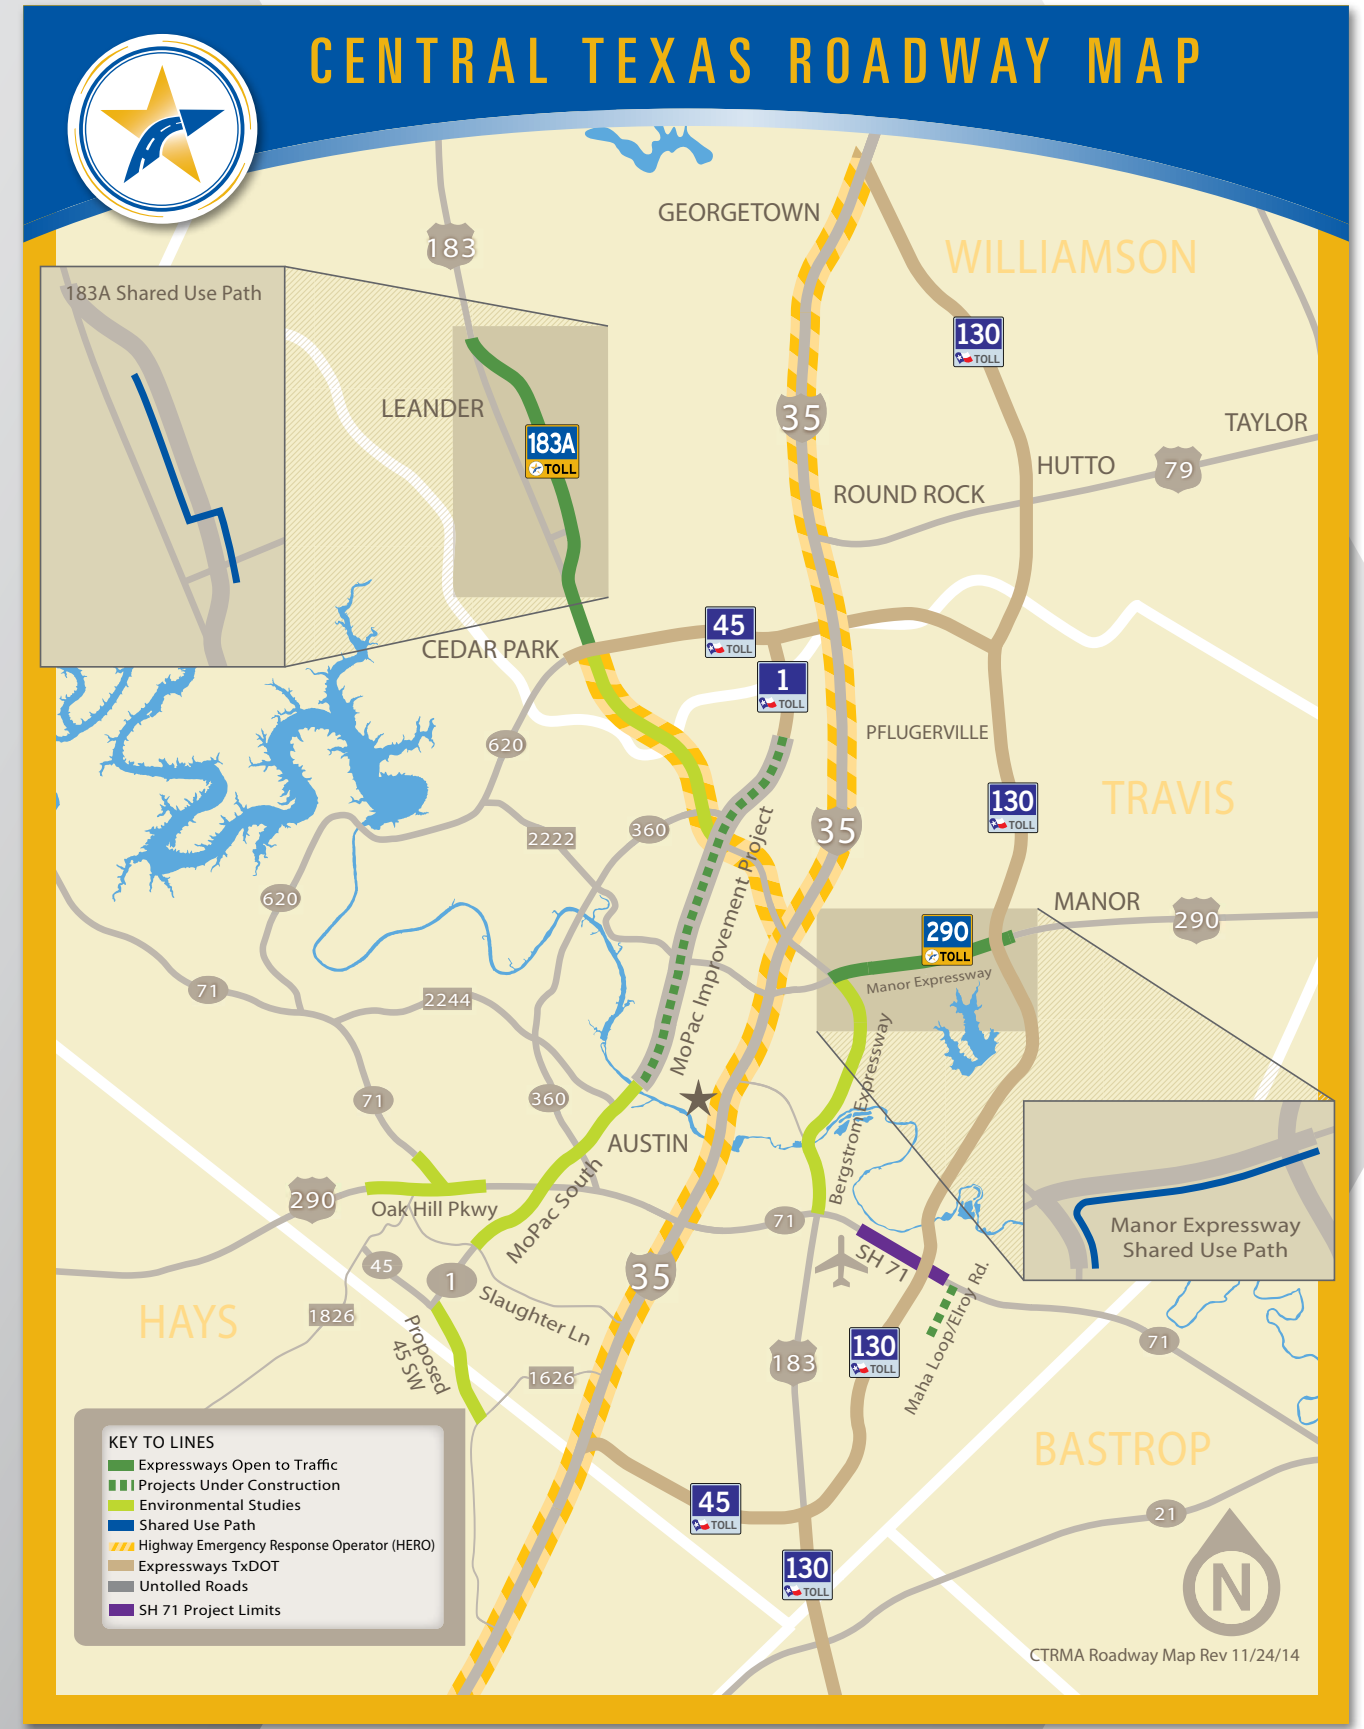 CENTRAL TEXAS ROADWAY MAP
GEORGETOWN
WILLIAMSON
183
183A Shared Use Path
130
TOLL
LEANDER
35
TAYLOR
183A
TOLL
HUTTO
79
ROUND ROCK
45
TOLL
CEDAR PARK
1
TOLL
PFLUGERVILLE
620
TRAVIS
130
TOLL
2222
360
35
MoPac Improvement Project
620
MANOR
290
290
TOLL
Manor Expressway
71
2244
Bergstrom Expressway
71
360
AUSTIN
290
Oak Hill Pkwy
MoPac South
71
Manor Expressway
Shared Use Path
SH 71
45
1
35
Slaughter Ln
HAYS
1826
Proposed
45 SW
183
130
TOLL
Maha Loop/Elroy Rd.
71
1626
BASTROP
KEY TO LINES
Expressways Open to Traffic
Projects Under Construction
Environmental Studies
Shared Use Path
Highway Emergency Response Operator (HERO)
Expressways TxDOT
Untolled Roads
SH 71 Project Limits
45
TOLL
21
130
TOLL
N
CTRMA Roadway Map Rev 11/24/14